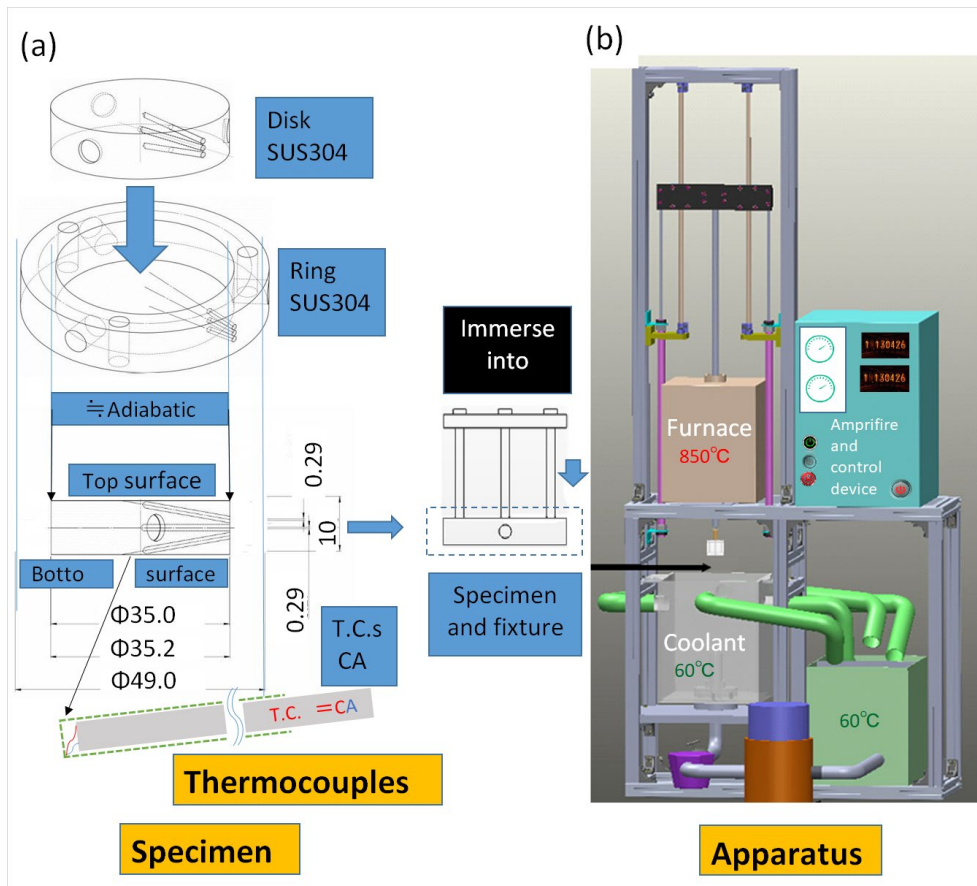 (a)
Disk
SUS304
Ring
SUS304
≒Adiabatic
Top surface
Botto
surface
0.29
10
0.29
Φ35.0
Φ35.2
Φ49.0
T.C.s
CA
T.C. =CA
Thermocouples
Specimen
Immerse
into
Specimen
and fixture
(b)
Furnace
850℃
Amprifire
and
control
device
Coolant
60℃
60℃
Apparatus